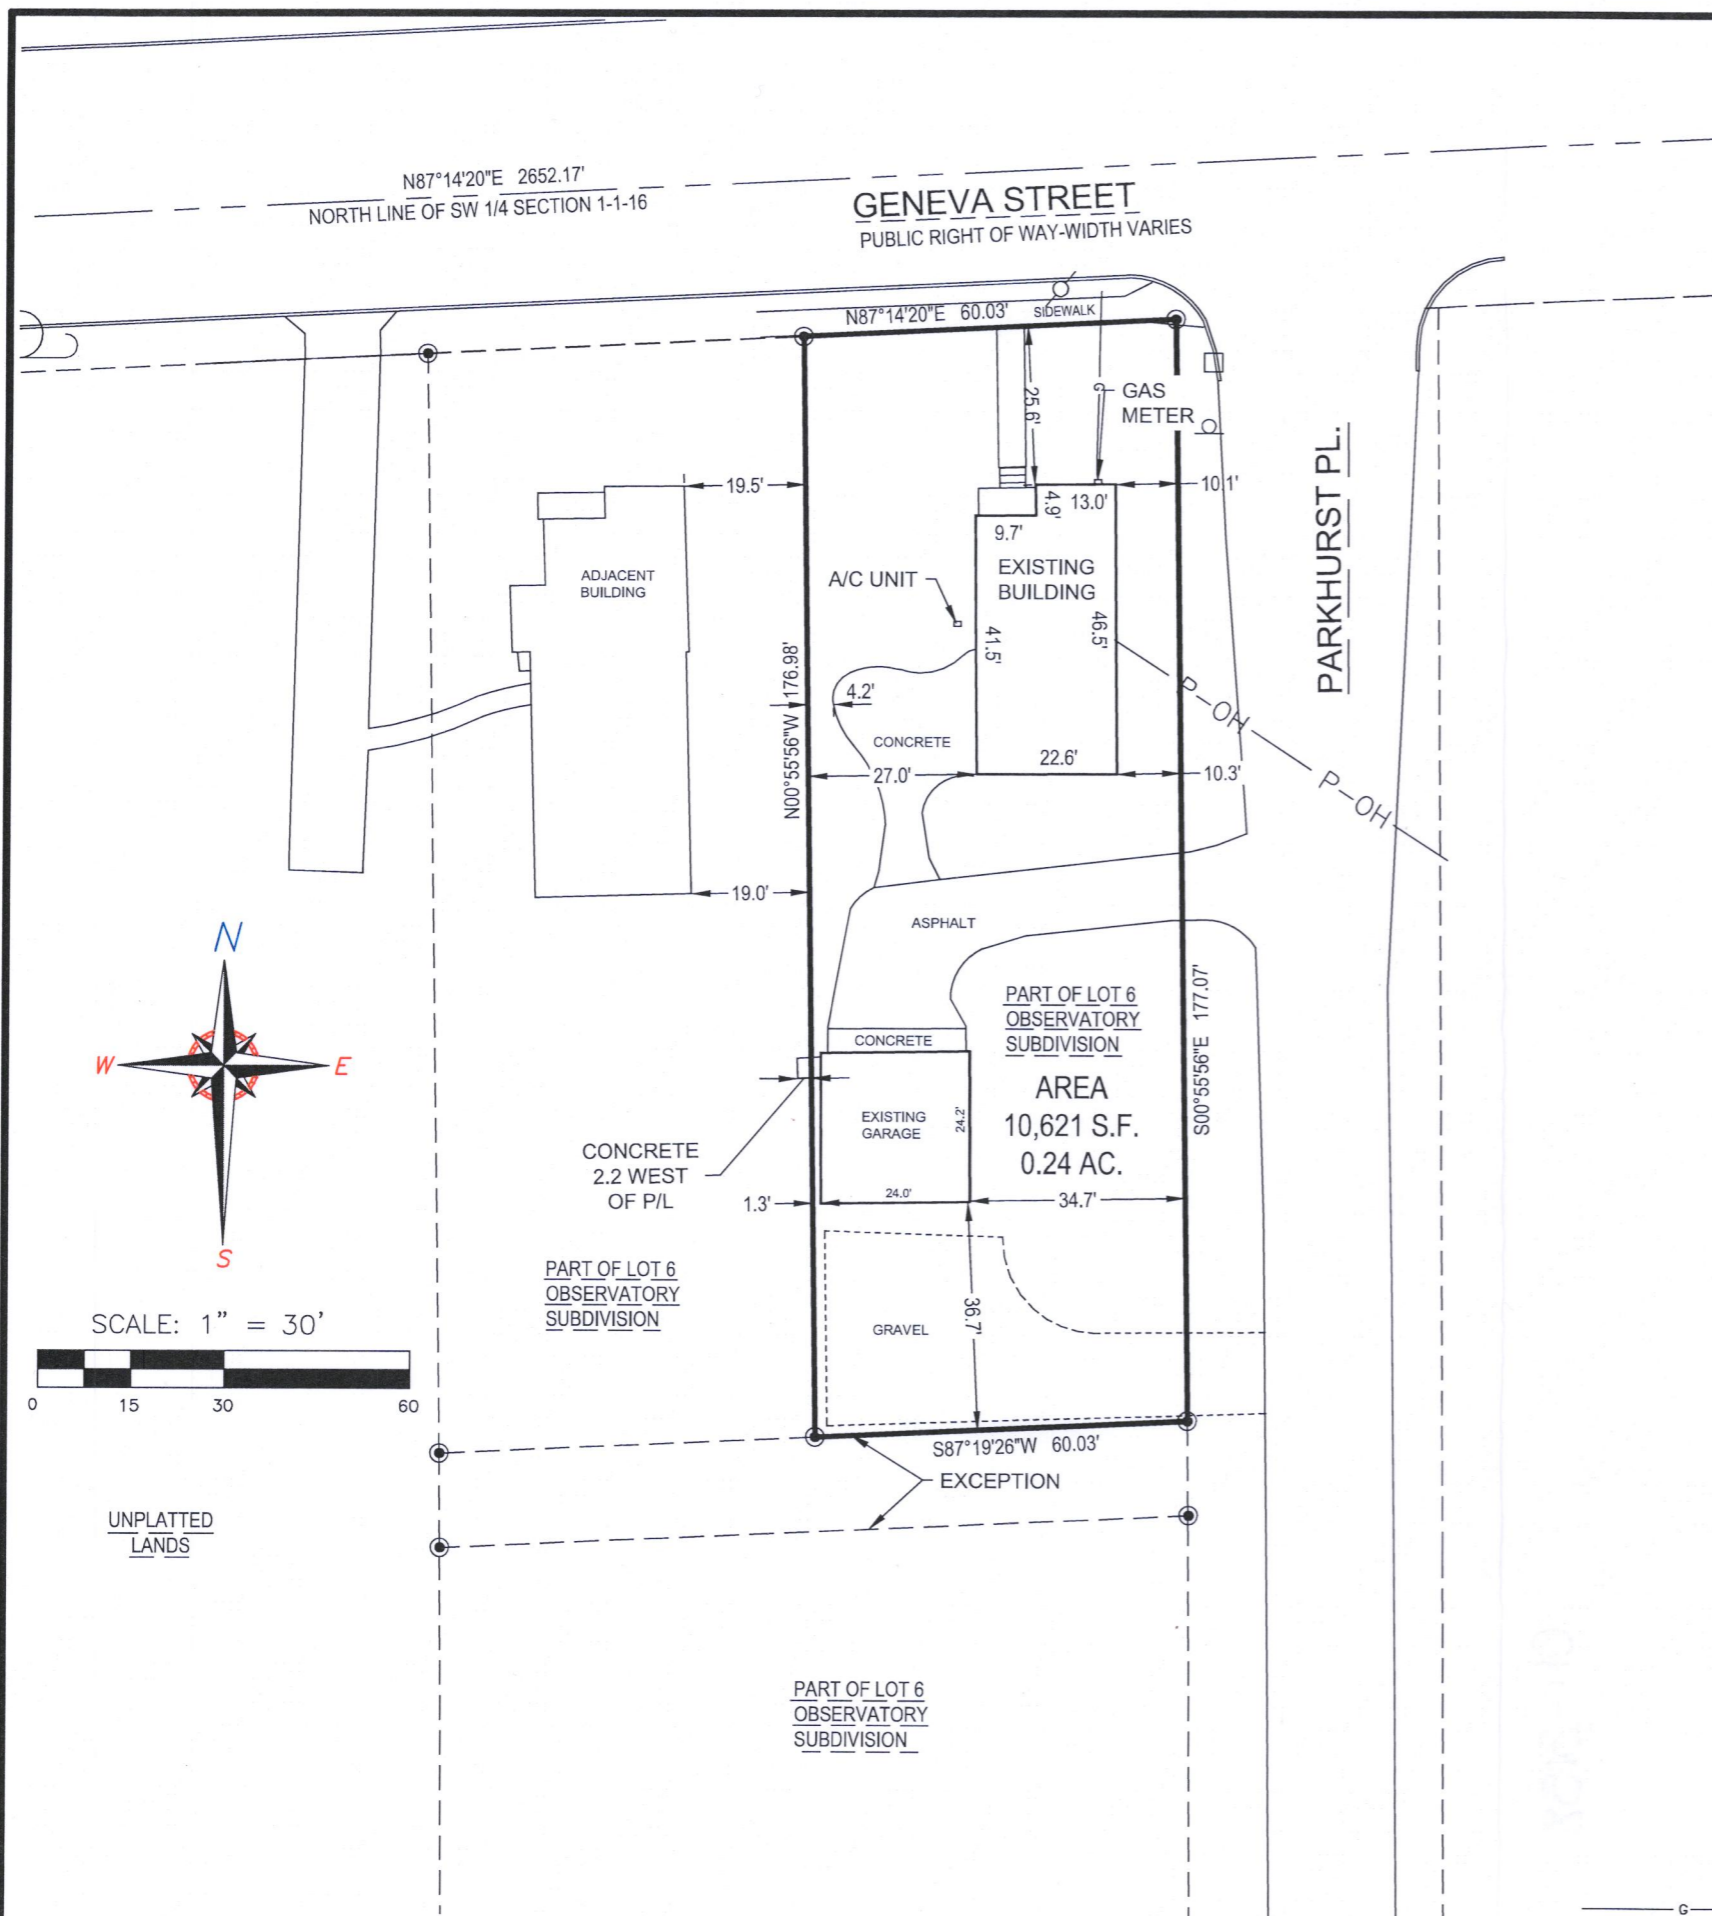 N87°14'20"E 2652.17'
NORTH LINE OF SW 1/4 SECTION 1-1-16
GENEVA STREET
PUBLIC RIGHT OF WAY-WIDTH VARIES
N87°14'20"E 60.03'
SIDEWALK
25.6'
G
GAS
METER
PARKHURST PL.
19.5'
10.1'
4.9'
13.0'
9.7'
ADJACENT
BUILDING
A/C UNIT
EXISTING
BUILDING
41.5'
46.5'
N00°55'56"W 176.98'
4.2'
P-OH
CONCRETE
22.6'
27.0'
10.3'
P-OH
19.0'
ASPHALT
N
W
E
S
PART OF LOT 6
OBSERVATORY
SUBDIVISION
S00°55'56"E 177.07'
CONCRETE
AREA
10,621 S.F.
0.24 AC.
EXISTING
GARAGE
24.2'
CONCRETE
2.2 WEST
OF P/L
1.3'
24.0'
34.7'
PART OF LOT 6
OBSERVATORY
SUBDIVISION
36.7'
GRAVEL
SCALE: 1" = 30'
0 15 30 60
S87°19'26"W 60.03'
EXCEPTION
UNPLATTED
LANDS
PART OF LOT 6
OBSERVATORY
SUBDIVISION
G